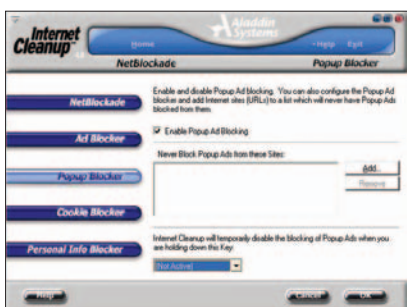 Internet
Cleanup
Aladdin
Systems
Home
Help Exit
NetBlockade
Popup Blocker
NetBlockade
Ad Blocker
Popup Blocker
Cookie Blocker
Personal Info Blocker
Enable and disable Popup Ad blocking. You can also configure the Popup Ad
blocker and add Internet sites (URLs) to a list which will never have Popup Ads
blocked from them.
Enable Popup Ad Blocking
Never Block Popup Ads from these Sites:
Add...
Remove
Internet Cleanup will temporarily disable the blocking of Popup Ads when you
are holding down this Key:
[Not Active]
Help
Cancel
OK